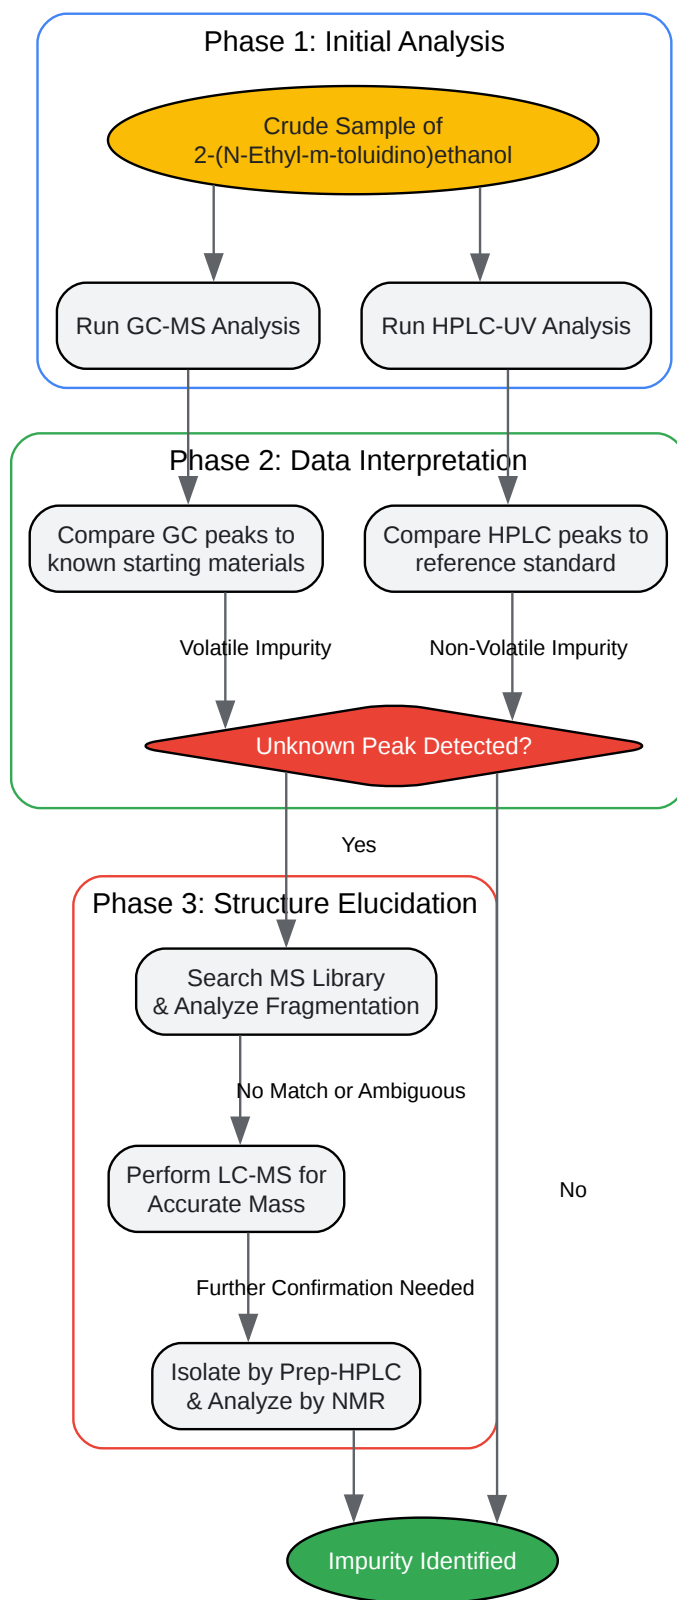 Phase 1: Initial Analysis
Crude Sample of
2-(N-Ethyl-m-toluidino)ethanol
Run GC-MS Analysis
Run HPLC-UV Analysis
Phase 2: Data Interpretation
Compare GC peaks to
known starting materials
Compare HPLC peaks to
reference standard
Volatile Impurity
Non-Volatile Impurity
Unknown Peak Detected?
Yes
Phase 3: Structure Elucidation
Search MS Library
& Analyze Fragmentation
No Match or Ambiguous
Perform LC-MS for
Accurate Mass
No
Further Confirmation Needed
Isolate by Prep-HPLC
& Analyze by NMR
Impurity Identified